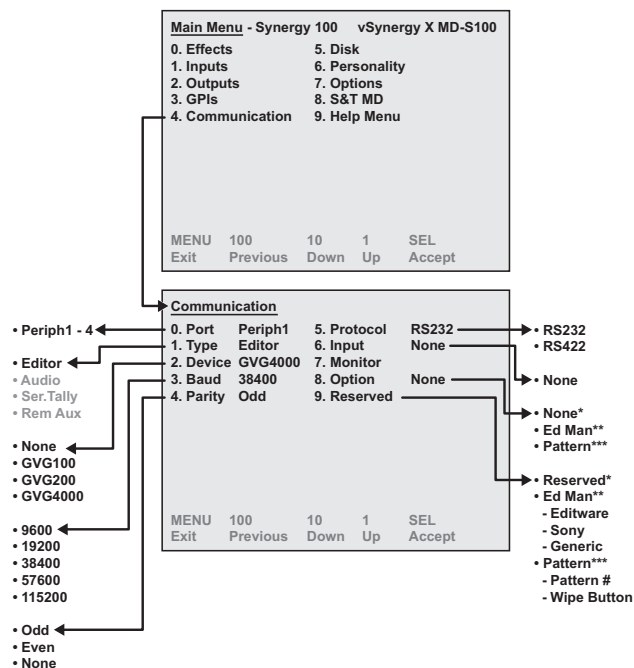 Main Menu - Synergy 100 vSynergy X MD-S100
0. Effects 5. Disk
1. Inputs 6. Personality
2. Outputs 7. Options
3. GPIs 8. S&T MD
4. Communication 9. Help Menu
MENU 100 10 1 SEL
Exit Previous Down Up Accept
Communication
0. Port Periph1 5. Protocol RS232
1. Type Editor 6. Input None
2. Device GVG4000 7. Monitor
3. Baud 38400 8. Option None
4. Parity Odd 9. Reserved
MENU 100 10 1 SEL
Exit Previous Down Up Accept
• Periph1 - 4
• Editor
• Audio
• Ser.Tally
• Rem Aux
• None
• GVG100
• GVG200
• GVG4000
• 9600
• 19200
• 38400
• 57600
• 115200
• Odd
• Even
• None
• RS232
• RS422
• None
• None*
• Ed Man**
• Pattern***
• Reserved*
• Ed Man**
- Editware
- Sony
- Generic
• Pattern***
- Pattern #
- Wipe Button